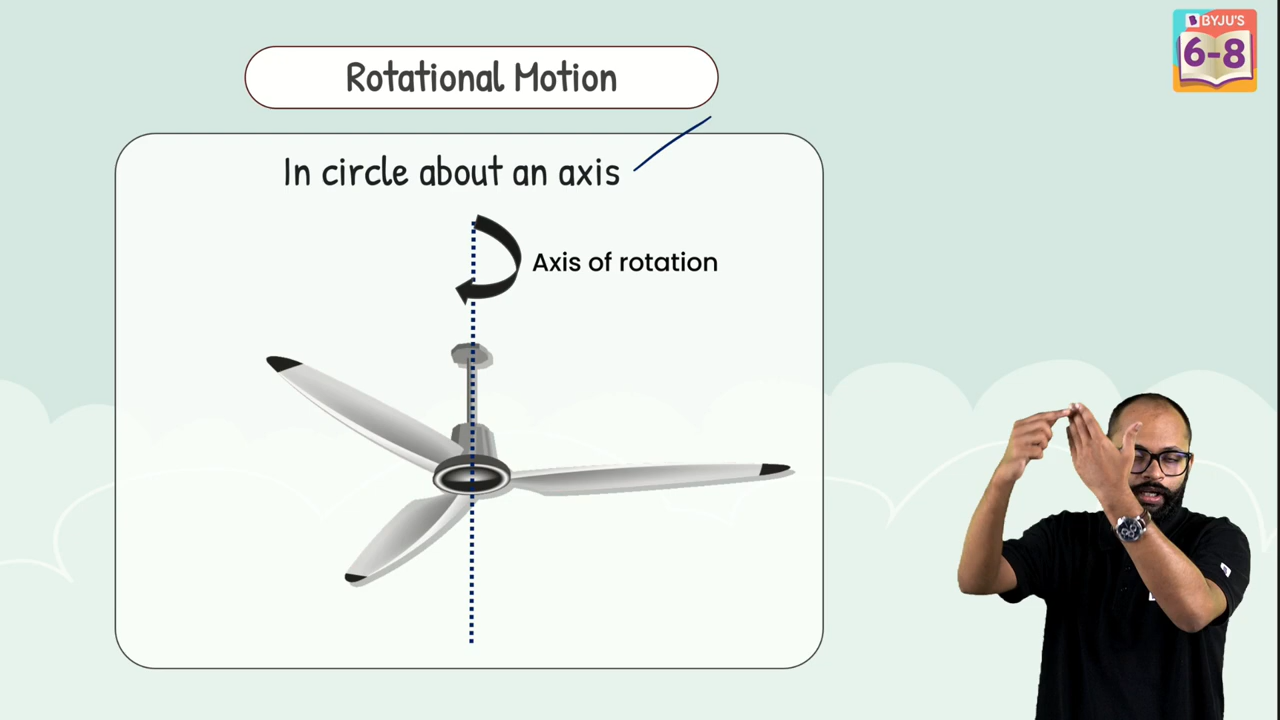 BYJU'S
6-8
Rotational Motion
In circle about an axis
Axis of rotation